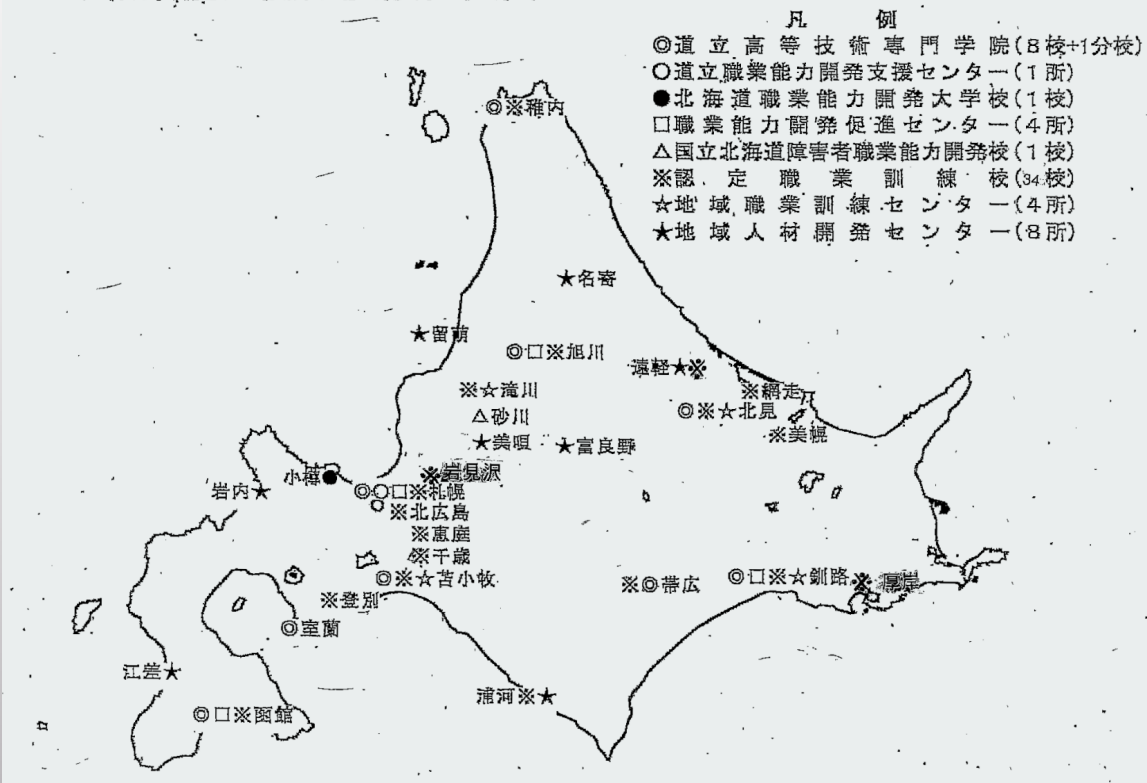 凡例
◎道立高等技術専門学院(8校+1分校)
○道立職業能力開発支援センター(1所)
●北海道職業能力開発大学校(1校)
□職業能力開発促進センター(4所)
△国立北海道障害者職業能力開発校(1校)
※認定職業訓練校(34校)
☆地域職業訓練センター(4所)
★地域人材開発センター(8所)
◎※稚内
★名寄
★留萌
◎□※旭川
遠軽★※
※☆滝川
※網走
◎※☆北見
△砂川
※美幌
★美唄
★富良野
小樽●
※岩見沢
岩内★
◎○□※札幌
※北広島
※恵庭
※千歳
◎※☆苫小牧
※◎帯広
◎□※☆釧路
※厚岸
※登別
◎室蘭
江差★
浦河※★
◎□※函館